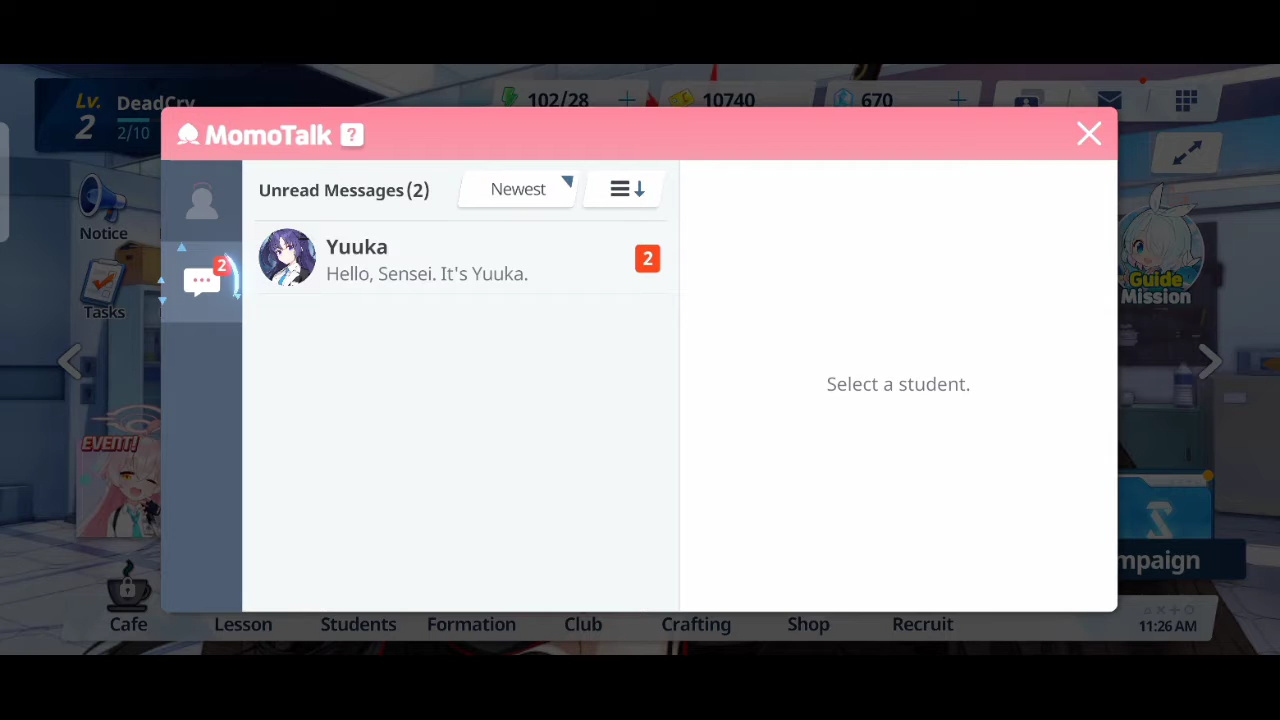 Lv. DeadCry 102/28 10740 670
2 2/10
MomoTalk ?
Unread Messages (2) Newest
Notice
Yuuka
2
Hello, Sensei. It's Yuuka.
2
Guide
Mission
Tasks
Select a student.
EVENT!
mpaign
Cafe Lesson Students Formation Club Crafting Shop Recruit
11:26 AM